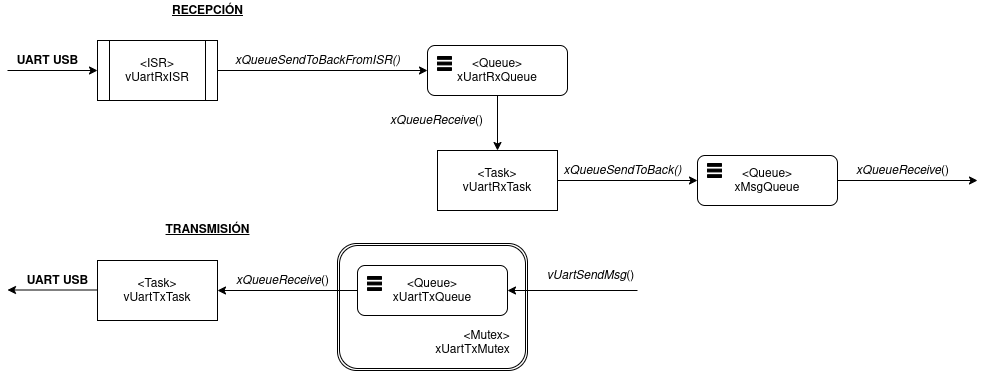 RECEPCIÓN
UART USB
<ISR>
vUartRxISR
xQueueSendToBackFromISR()
<Queue>
xUartRxQueue
xQueueReceive()
<Task>
vUartRxTask
xQueueSendToBack()
<Queue>
xMsgQueue
xQueueReceive()
TRANSMISIÓN
UART USB
<Task>
vUartTxTask
xQueueReceive()
<Queue>
xUartTxQueue
vUartSendMsg()
<Mutex>
xUartTxMutex